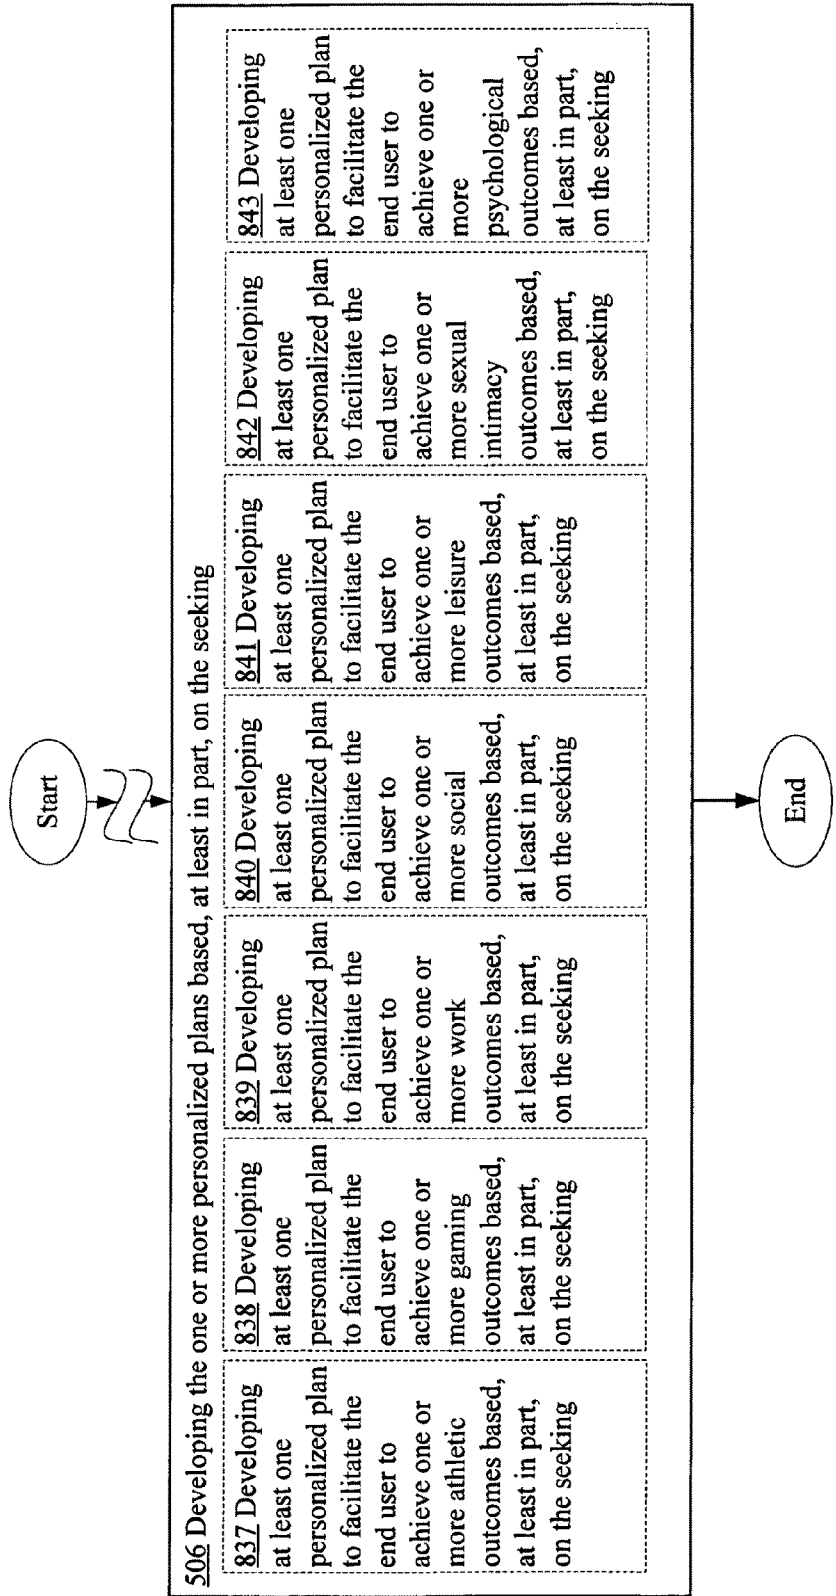 Start
506 Developing the one or more personalized plans based, at least in part, on the seeking
837 Developing
at least one
personalized plan
to facilitate the
end user to
achieve one or
more athletic
outcomes based,
at least in part,
on the seeking
838 Developing
at least one
personalized plan
to facilitate the
end user to
achieve one or
more gaming
outcomes based,
at least in part,
on the seeking
839 Developing
at least one
personalized plan
to facilitate the
end user to
achieve one or
more work
outcomes based,
at least in part,
on the seeking
840 Developing
at least one
personalized plan
to facilitate the
end user to
achieve one or
more social
outcomes based,
at least in part,
on the seeking
841 Developing
at least one
personalized plan
to facilitate the
end user to
achieve one or
more leisure
outcomes based,
at least in part,
on the seeking
842 Developing
at least one
personalized plan
to facilitate the
end user to
achieve one or
more sexual
intimacy
outcomes based,
at least in part,
on the seeking
843 Developing
at least one
personalized plan
to facilitate the
end user to
achieve one or
more
psychological
outcomes based,
at least in part,
on the seeking
End